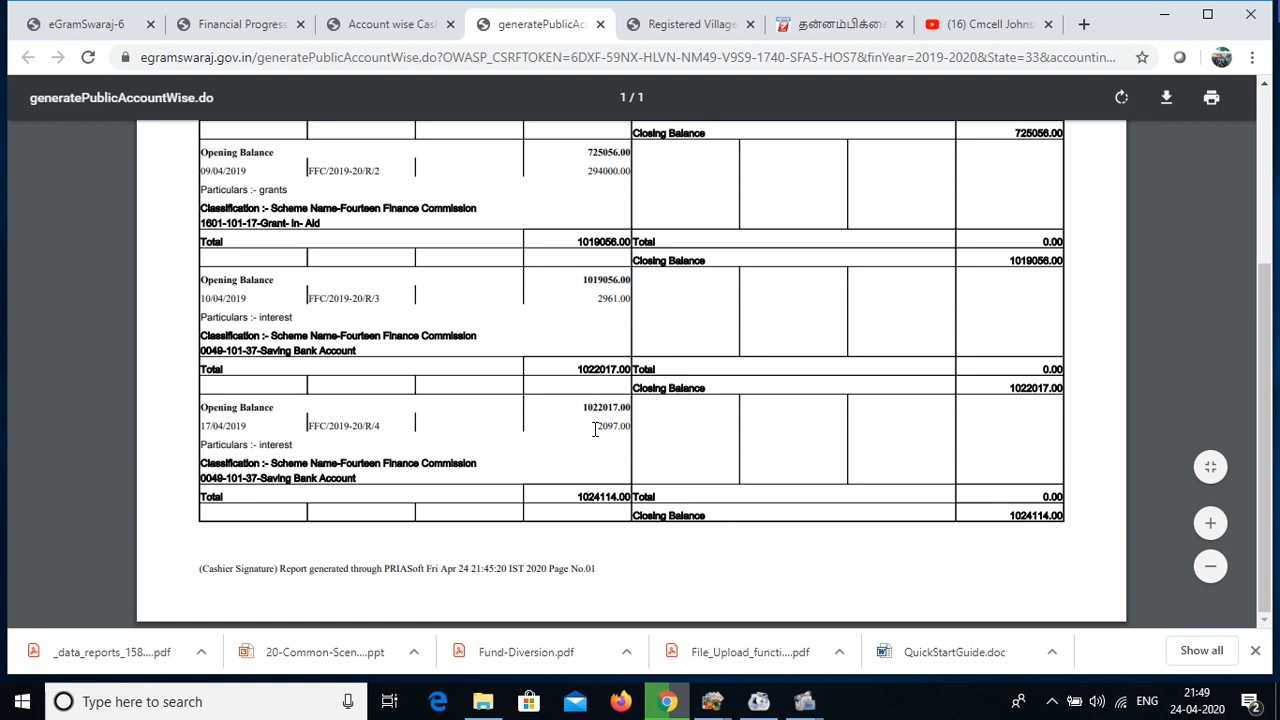 eGramSwaraj-6
Financial Progress
Account wise Cas
generatePublicAcc
Registered Village
தன்னம்பிக்கை
(16) Cmcell Johns
egramswaraj.gov.in/generatePublicAccountWise.do?OWASP_CSRFTOKEN=6DXF-59NX-HLVN-NM49-V9S9-1740-SFA5-HOS7&finYear=2019-2020&State=33&accountin...
generatePublicAccountWise.do
1 / 1
Closing Balance 725056.00
Opening Balance 725056.00
09/04/2019 FFC/2019-20/R/2 294000.00
Particulars :- grants
Classification :- Scheme Name-Fourteen Finance Commission
1601-101-17-Grant- In- Aid
Total 1019056.00 Total 0.00
Closing Balance 1019056.00
Opening Balance 1019056.00
10/04/2019 FFC/2019-20/R/3 2961.00
Particulars :- interest
Classification :- Scheme Name-Fourteen Finance Commission
0049-101-37-Saving Bank Account
Total 1022017.00 Total 0.00
Closing Balance 1022017.00
Opening Balance 1022017.00
17/04/2019 FFC/2019-20/R/4 2097.00
Particulars :- interest
Classification :- Scheme Name-Fourteen Finance Commission
0049-101-37-Saving Bank Account
Total 1024114.00 Total 0.00
Closing Balance 1024114.00
(Cashier Signature) Report generated through PRIASoft Fri Apr 24 21:45:20 IST 2020 Page No.01
_data_reports_158....pdf
20-Common-Scen....ppt
Fund-Diversion.pdf
File_Upload_functi....pdf
QuickStartGuide.doc
Show all
Type here to search
ENG
21:49
24-04-2020
2